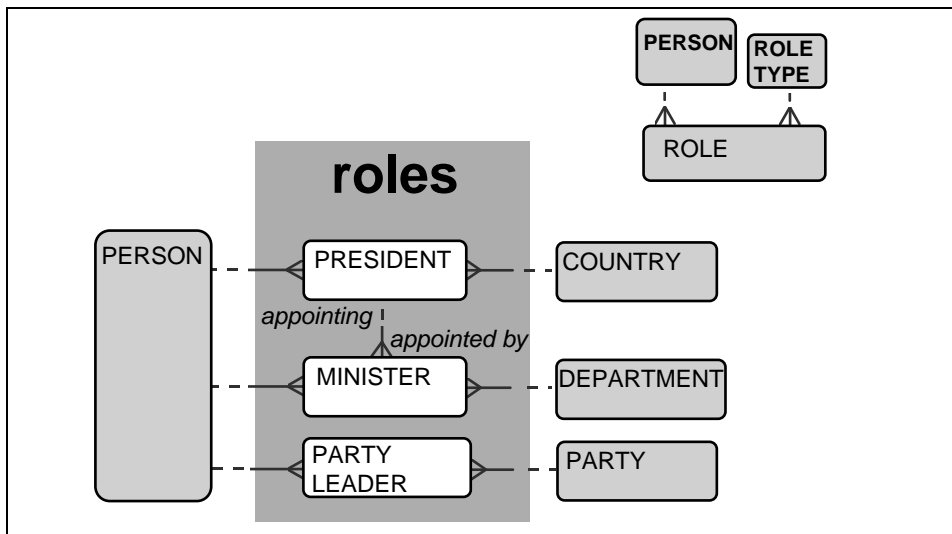 PERSON
ROLE
TYPE
ROLE
roles
PERSON
PRESIDENT
COUNTRY
appointing
appointed by
MINISTER
DEPARTMENT
PARTY
LEADER
PARTY